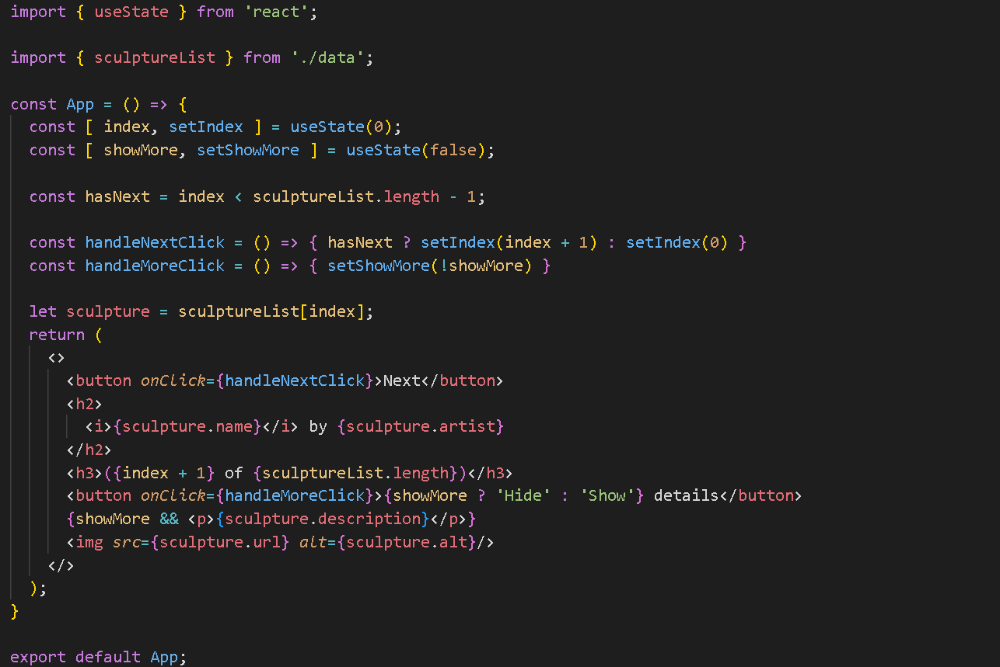 import { useState } from 'react';
import { sculptureList } from './data';
const App = () => {
const [ index, setIndex ] = useState(0);
const [ showMore, setShowMore ] = useState(false);
const hasNext = index < sculptureList.length - 1;
const handleNextClick = () => { hasNext ? setIndex(index + 1) : setIndex(0) }
const handleMoreClick = () => { setShowMore(!showMore) }
let sculpture = sculptureList[index];
return (
<>
<button onClick={handleNextClick}>Next</button>
<h2>
<i>{sculpture.name}</i> by {sculpture.artist}
</h2>
<h3>({index + 1} of {sculptureList.length})</h3>
<button onClick={handleMoreClick}>{showMore ? 'Hide' : 'Show'} details</button>
{showMore && <p>{sculpture.description}</p>}
<img src={sculpture.url} alt={sculpture.alt}/>
</>
);
}
export default App;